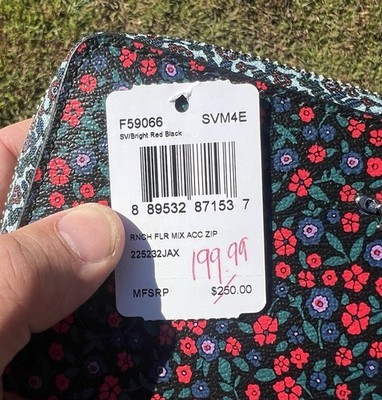 F59066 SVM4E
SV/Bright Red Black
8 89532 87153 7
RNCH FLR MIX ACC ZIP
225232JAX
199.99
MFSRP $250.00